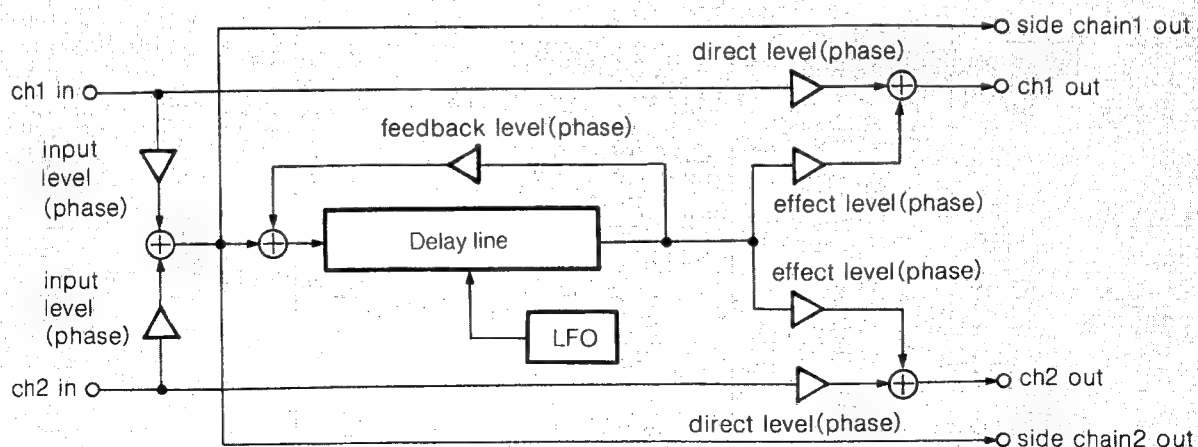 side chain1 out
direct level(phase)
ch1 in
ch1 out
feedback level(phase)
input
level
(phase)
effect level(phase)
Delay line
effect level(phase)
input
level
(phase)
LFO
ch2 in
ch2 out
direct level(phase)
side chain2 out